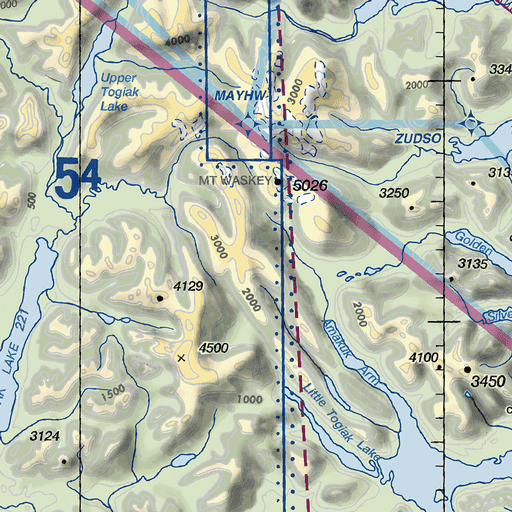 4000
Upper
Togiak
Lake
MAYHW
3000
2000
334
ZUDSO
54
MT WASKEY
5026
313
3250
500
Golden
3000
3135
4129
2000
2000
Silve
LAKE 221
Amakuk Arm
4500
4100
3450
1500
1000
Little Togiak Lake
3124